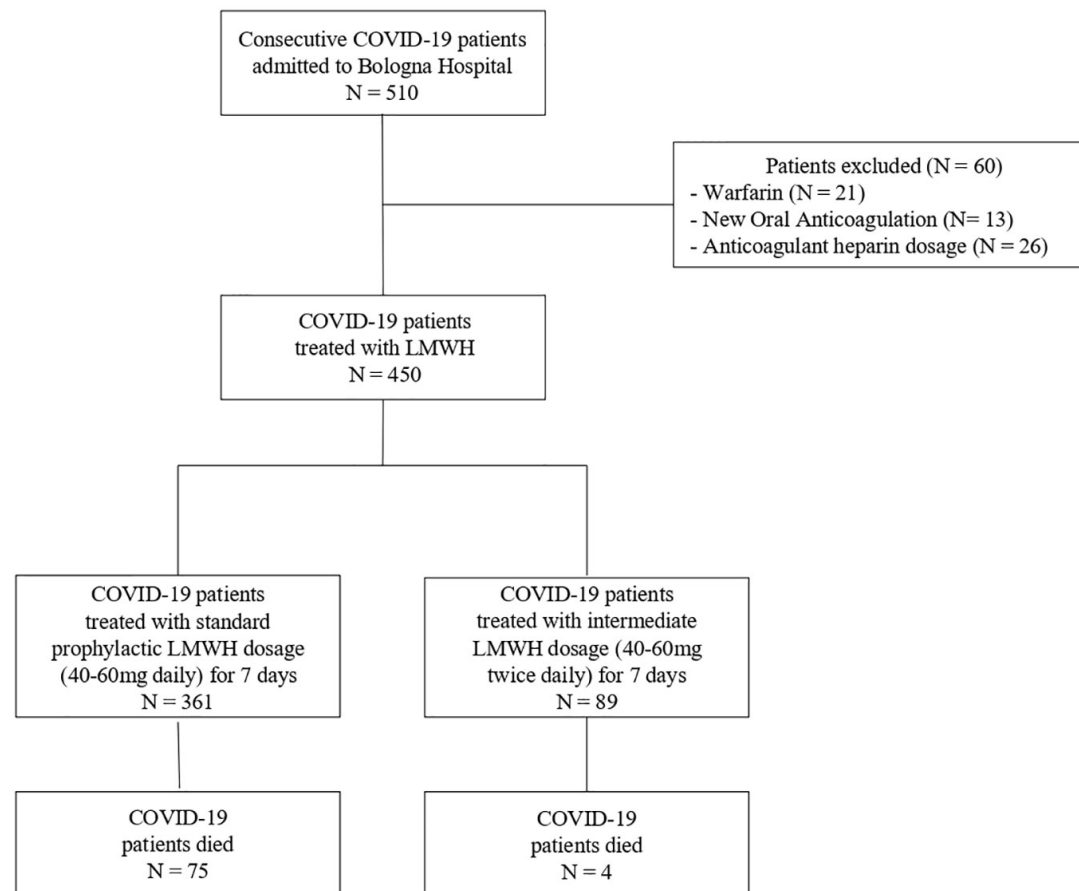 Consecutive COVID-19 patients
admitted to Bologna Hospital
N = 510
Patients excluded (N = 60)
- Warfarin (N = 21)
- New Oral Anticoagulation (N= 13)
- Anticoagulant heparin dosage (N = 26)
COVID-19 patients
treated with LMWH
N = 450
COVID-19 patients
treated with standard
prophylactic LMWH dosage
(40-60mg daily) for 7 days
N = 361
COVID-19 patients
treated with intermediate
LMWH dosage (40-60mg
twice daily) for 7 days
N = 89
COVID-19
patients died
N = 75
COVID-19
patients died
N = 4